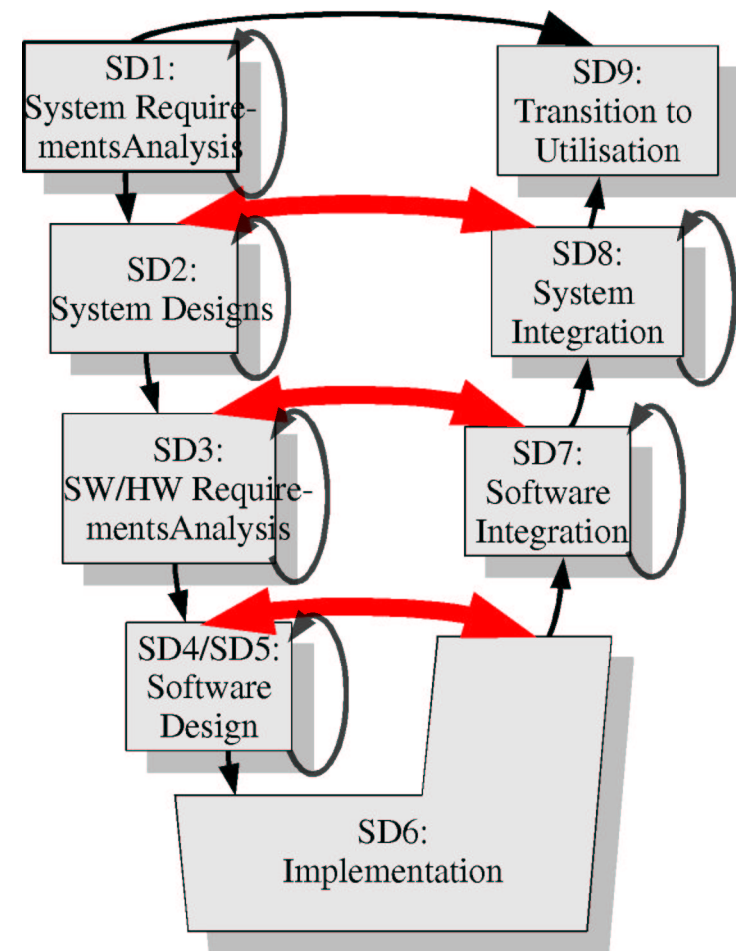 SD1:
System Require-
mentsAnalysis
SD9:
Transition to
Utilisation
SD2:
System Designs
SD8:
System
Integration
SD3:
SW/HW Require-
mentsAnalysis
SD7:
Software
Integration
SD4/SD5:
Software
Design
SD6:
Implementation